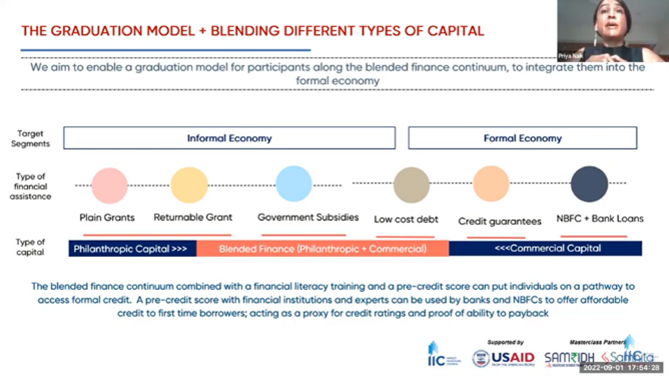 THE GRADUATION MODEL + BLENDING DIFFERENT TYPES OF CAPITAL
Priya Naik
We aim to enable a graduation model for participants along the blended finance continuum, to integrate them into the
formal economy
Target
Segments
Informal Economy
Formal Economy
Type of
financial
assistance
Plain Grants
Returnable Grant
Government Subsidies
Low cost debt
Credit guarantees
NBFC + Bank Loans
Type of
capital
Philanthropic Capital >>>
Blended Finance (Philanthropic + Commercial)
<<<Commercial Capital
The blended finance continuum combined with a financial literacy training and a pre-credit score can put individuals on a pathway to
access formal credit. A pre-credit score with financial institutions and experts can be used by banks and NBFCs to offer affordable
credit to first time borrowers; acting as a proxy for credit ratings and proof of ability to payback
Supported by
Masterclass Partners
IIC
USAID
FROM THE AMERICAN PEOPLE
SAMRIDH
Samhita
IIC
2022-09-01 17:54:28